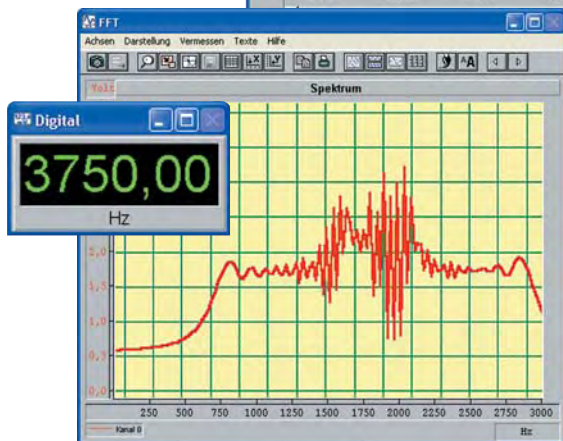 FFT
Achsen Darstellung Vermessen Texte Hilfe
Volt
Spektrum
Digital
3750,00
Hz
2,0
1,5
1,0
0,5
0,0
250 500 750 1000 1250 1500 1750 2000 2250 2500 2750 3000
Kanal 0
Hz